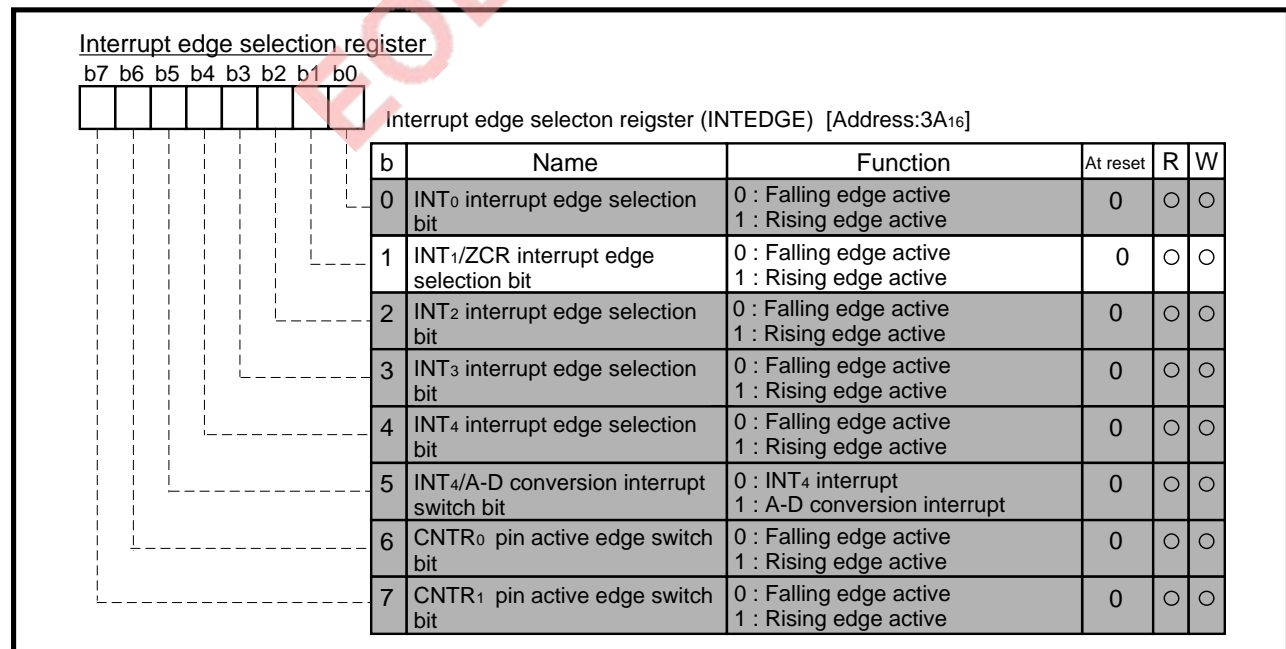 EOL
Interrupt edge selection register
b7 b6 b5 b4 b3 b2 b1 b0
Interrupt edge selecton reigster (INTEDGE) [Address:3A16]
b Name Function At reset R W
0 INT0 interrupt edge selection bit 0 : Falling edge active 0 ○ ○
1 : Rising edge active
1 INT1/ZCR interrupt edge selection bit 0 : Falling edge active 0 ○ ○
1 : Rising edge active
2 INT2 interrupt edge selection bit 0 : Falling edge active 0 ○ ○
1 : Rising edge active
3 INT3 interrupt edge selection bit 0 : Falling edge active 0 ○ ○
1 : Rising edge active
4 INT4 interrupt edge selection bit 0 : Falling edge active 0 ○ ○
1 : Rising edge active
5 INT4/A-D conversion interrupt switch bit 0 : INT4 interrupt 0 ○ ○
1 : A-D conversion interrupt
6 CNTR0 pin active edge switch bit 0 : Falling edge active 0 ○ ○
1 : Rising edge active
7 CNTR1 pin active edge switch bit 0 : Falling edge active 0 ○ ○
1 : Rising edge active